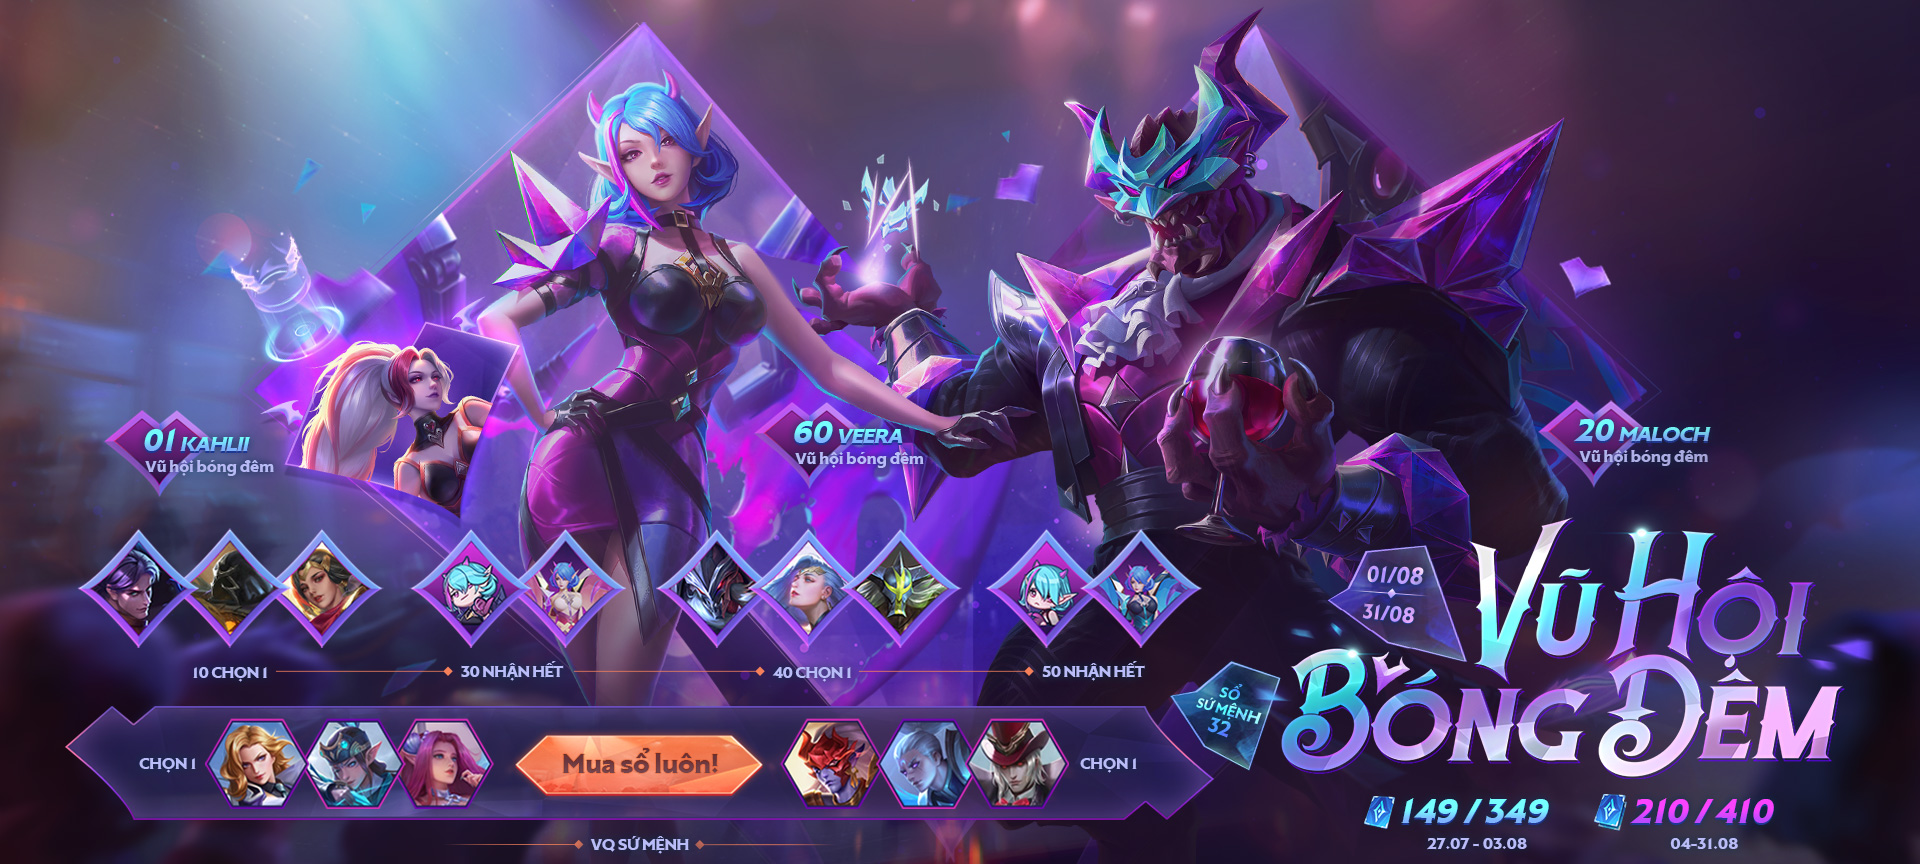 01 KAHLII
Vũ hội bóng đêm
60 VEERA
Vũ hội bóng đêm
20 MALOCH
Vũ hội bóng đêm
10 CHỌN 1
30 NHẬN HẾT
40 CHỌN 1
50 NHẬN HẾT
01/08
31/08
VŨ HỘI
BÓNG ĐÊM
SỔ
SỨ MỆNH
32
CHỌN 1
Mua sổ luôn!
CHỌN 1
VQ SỨ MỆNH
149 / 349
27.07 - 03.08
210 / 410
04-31.08